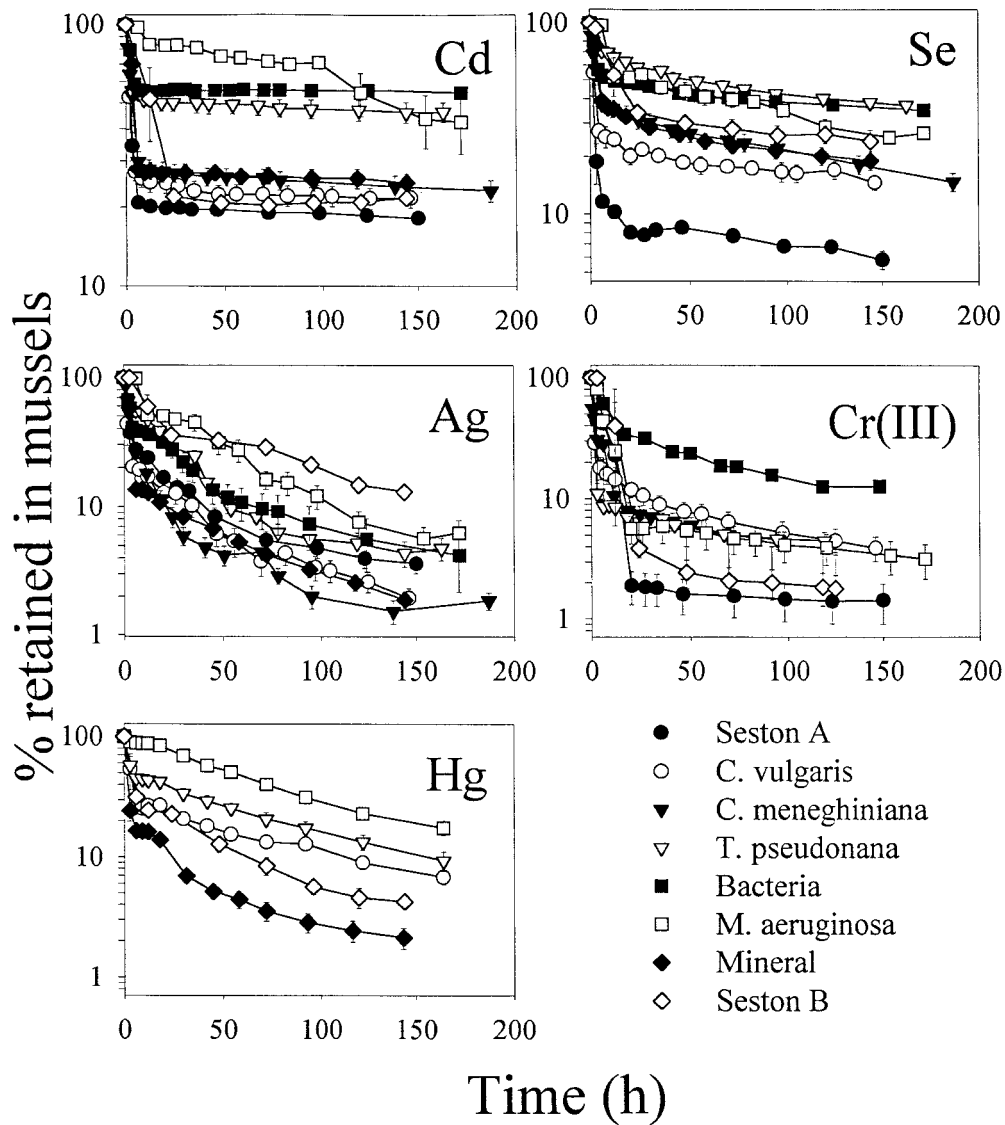 % retained in mussels
100
10
Cd
0 50 100 150 200
100
10
Se
0 50 100 150 200
100
10
1
Ag
0 50 100 150 200
100
10
1
Cr(III)
0 50 100 150 200
100
10
1
Hg
0 50 100 150 200
Seston A
C. vulgaris
C. meneghiniana
T. pseudonana
Bacteria
M. aeruginosa
Mineral
Seston B
Time (h)